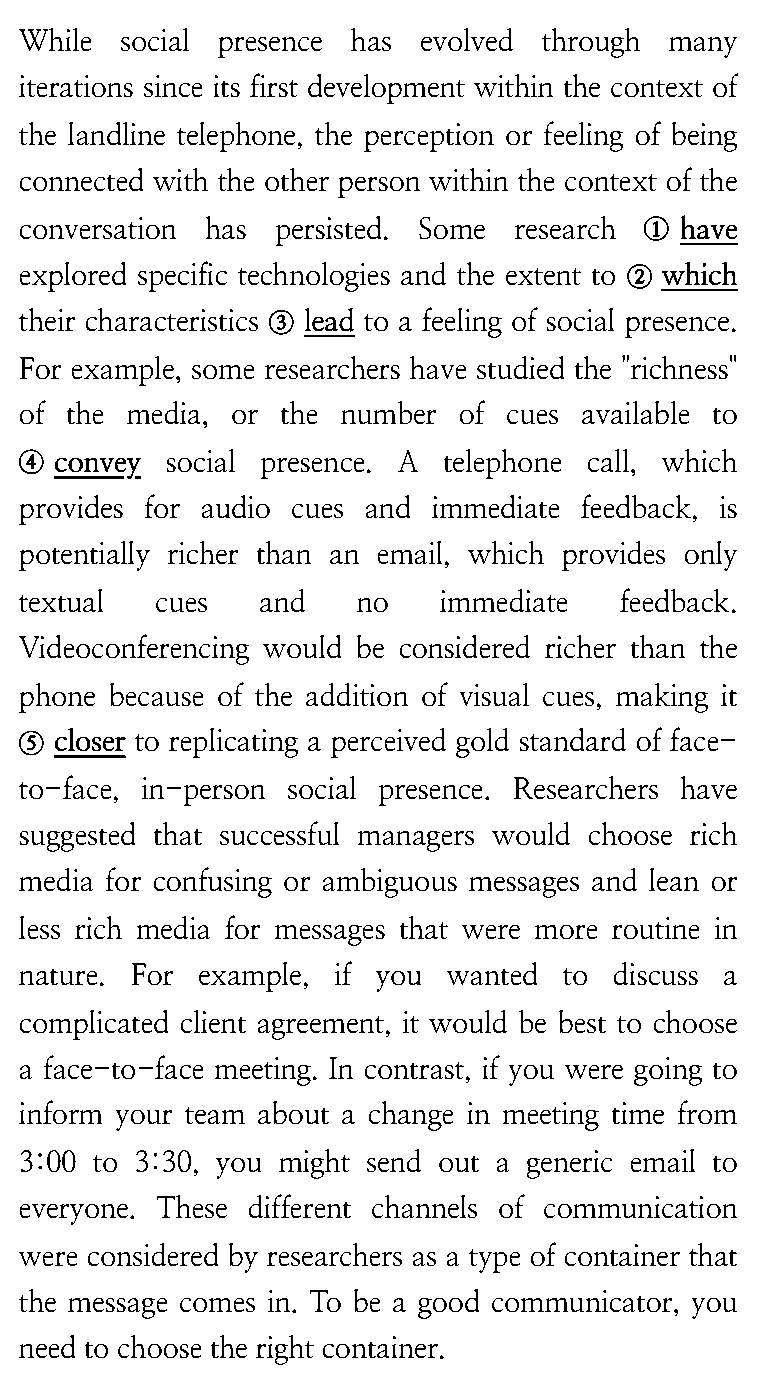 While social presence has evolved through many
iterations since its first development within the context of
the landline telephone, the perception or feeling of being
connected with the other person within the context of the
conversation has persisted. Some research ① have
explored specific technologies and the extent to ② which
their characteristics ③ lead to a feeling of social presence.
For example, some researchers have studied the "richness"
of the media, or the number of cues available to
④ convey social presence. A telephone call, which
provides for audio cues and immediate feedback, is
potentially richer than an email, which provides only
textual cues and no immediate feedback.
Videoconferencing would be considered richer than the
phone because of the addition of visual cues, making it
⑤ closer to replicating a perceived gold standard of face-
to-face, in-person social presence. Researchers have
suggested that successful managers would choose rich
media for confusing or ambiguous messages and lean or
less rich media for messages that were more routine in
nature. For example, if you wanted to discuss a
complicated client agreement, it would be best to choose
a face-to-face meeting. In contrast, if you were going to
inform your team about a change in meeting time from
3:00 to 3:30, you might send out a generic email to
everyone. These different channels of communication
were considered by researchers as a type of container that
the message comes in. To be a good communicator, you
need to choose the right container.